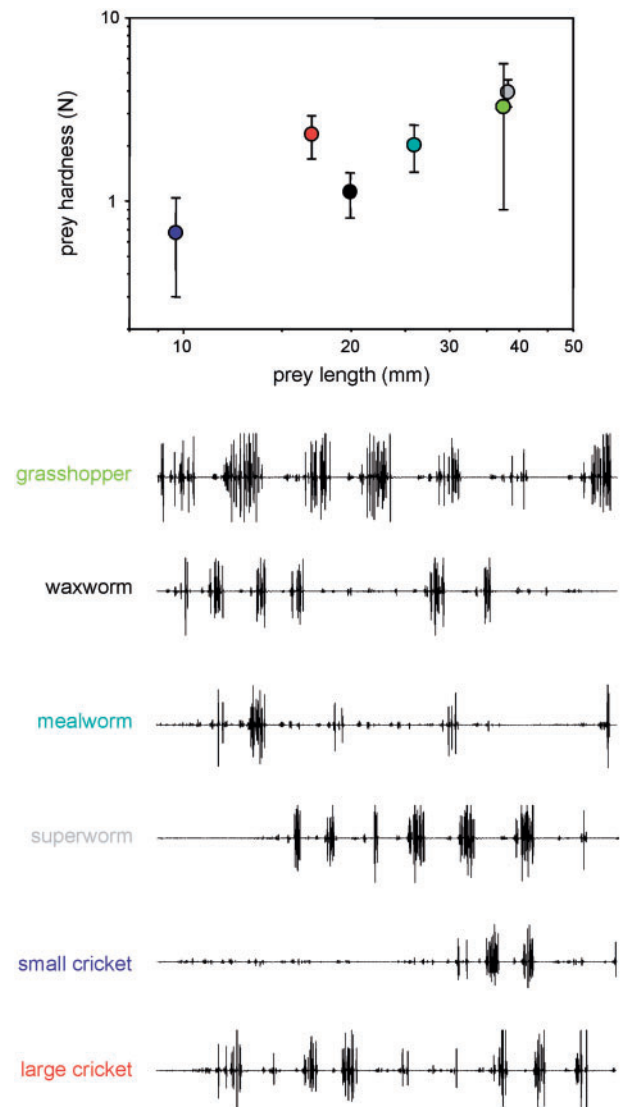 10
prey hardness (N)
1
10 20 30 40 50
prey length (mm)
grasshopper
waxworm
mealworm
superworm
small cricket
large cricket